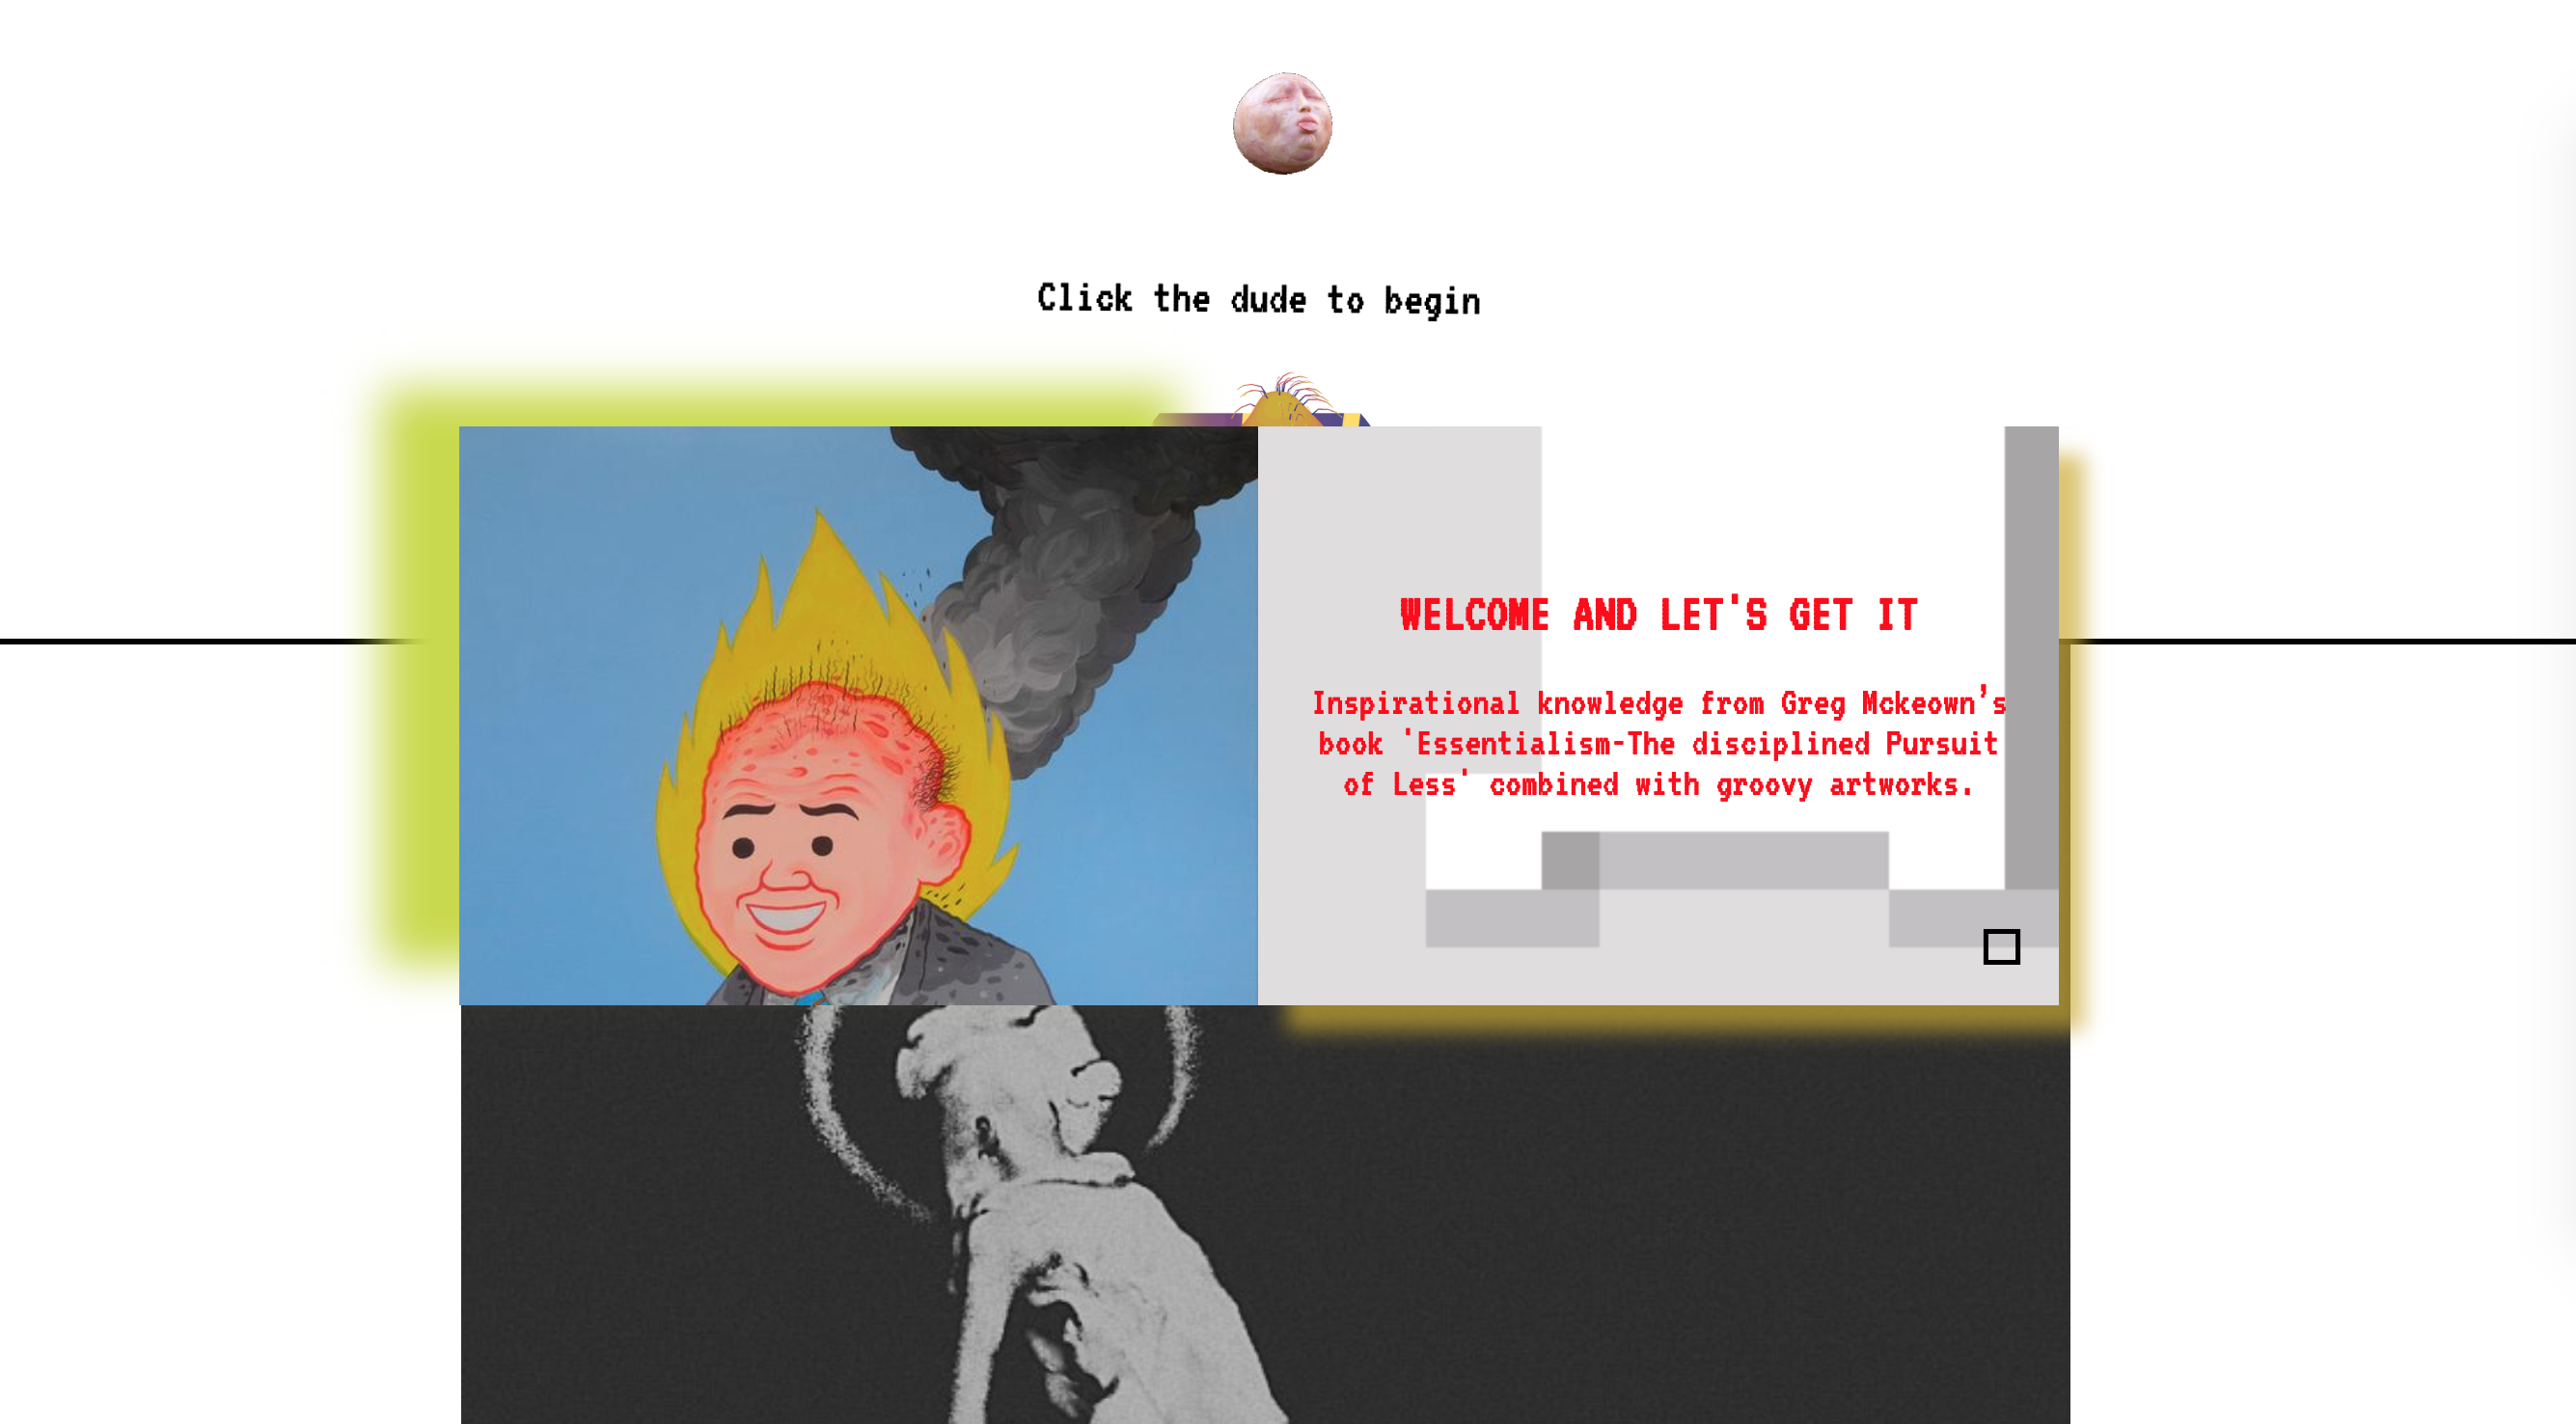 Click the dude to begin
WELCOME AND LET'S GET IT
Inspirational knowledge from Greg Mckeown’s
book 'Essentialism-The disciplined Pursuit
of Less' combined with groovy artworks.